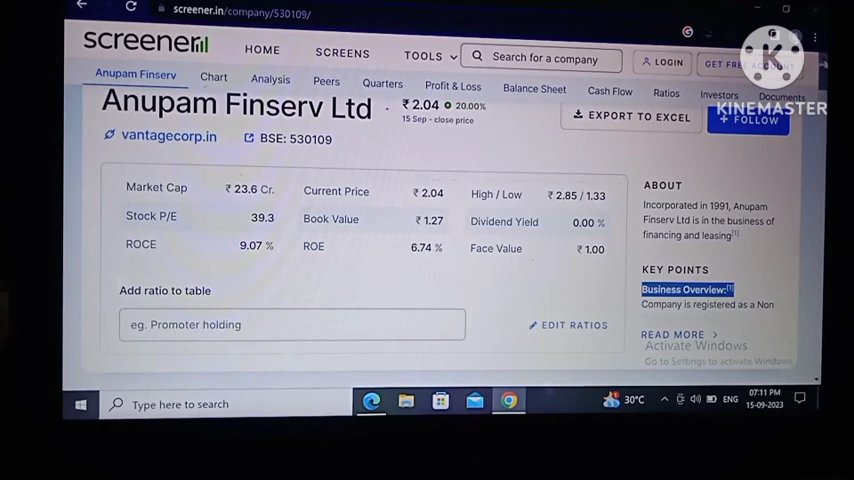 screener.in/company/530109/
screener
HOME
SCREENS
TOOLS
Search for a company
LOGIN
GET FREE ACCOUNT
Anupam Finserv
Chart
Analysis
Peers
Quarters
Profit & Loss
Balance Sheet
Cash Flow
Ratios
Investors
Documents
KINEMASTER
Anupam Finserv Ltd
₹ 2.04
20.00%
15 Sep - close price
EXPORT TO EXCEL
+ FOLLOW
vantagecorp.in
BSE: 530109
Market Cap ₹ 23.6 Cr.
Current Price ₹ 2.04
High / Low ₹ 2.85 / 1.33
Stock P/E 39.3
Book Value ₹ 1.27
Dividend Yield 0.00 %
ROCE 9.07 %
ROE 6.74 %
Face Value ₹ 1.00
Add ratio to table
eg. Promoter holding
EDIT RATIOS
ABOUT
Incorporated in 1991, Anupam
Finserv Ltd is in the business of
financing and leasing[1]
KEY POINTS
Business Overview:[1]
Company is registered as a Non
READ MORE >
Activate Windows
Go to Settings to activate Windows.
Type here to search
30°C
ENG
07:11 PM
15-09-2023